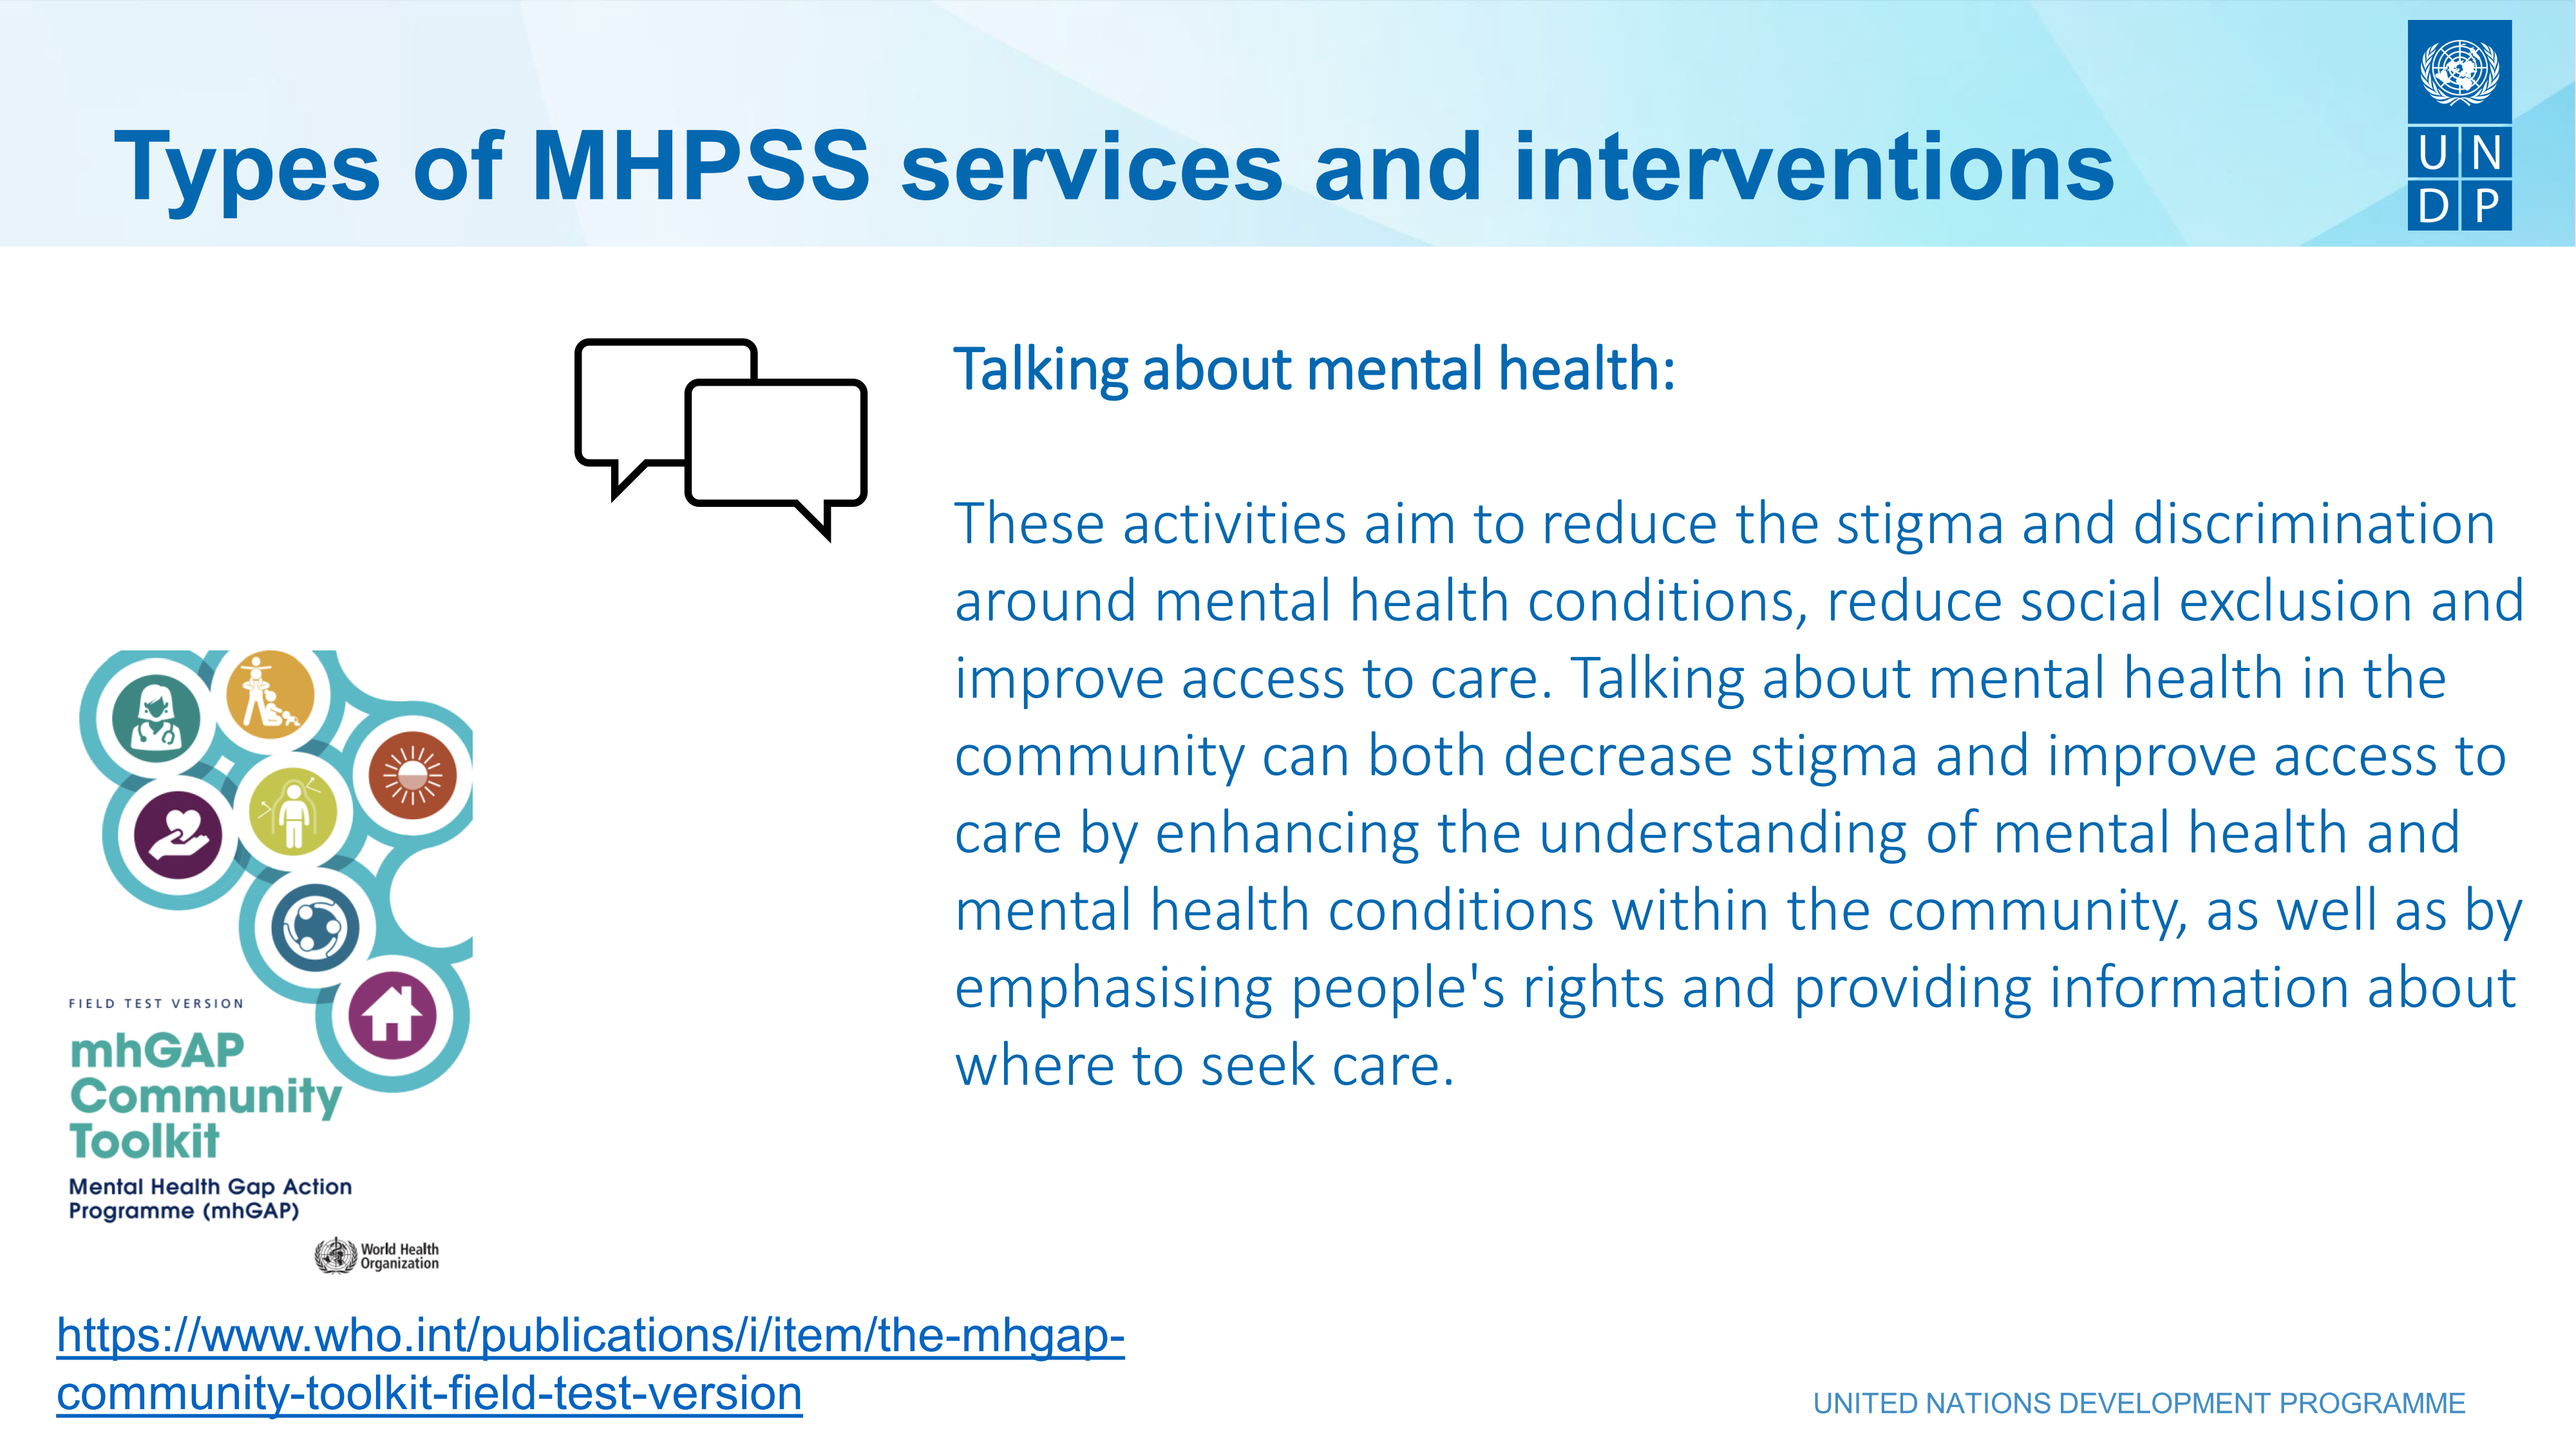 Types of MHPSS services and interventions
U N
D P
Talking about mental health:
These activities aim to reduce the stigma and discrimination
around mental health conditions, reduce social exclusion and
improve access to care. Talking about mental health in the
community can both decrease stigma and improve access to
care by enhancing the understanding of mental health and
mental health conditions within the community, as well as by
emphasising people's rights and providing information about
where to seek care.
FIELD TEST VERSION
mhGAP
Community
Toolkit
Mental Health Gap Action
Programme (mhGAP)
World Health
Organization
https://www.who.int/publications/i/item/the-mhgap-
community-toolkit-field-test-version
UNITED NATIONS DEVELOPMENT PROGRAMME